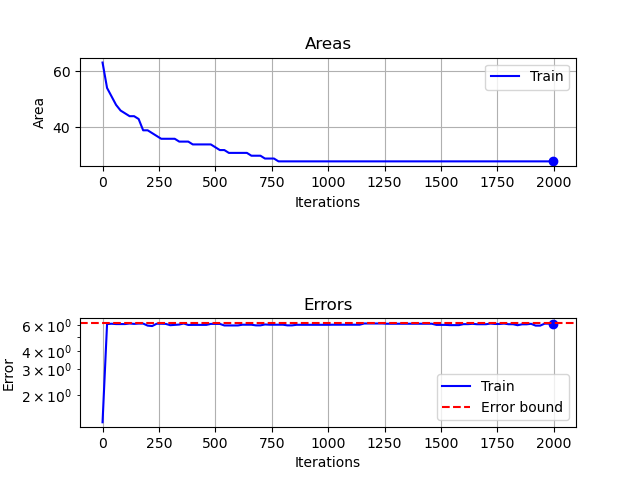 Areas
60
40
Area
Train
0 250 500 750 1000 1250 1500 1750 2000
Iterations
Errors
6 × 10⁰
4 × 10⁰
3 × 10⁰
2 × 10⁰
Error
Train
Error bound
0 250 500 750 1000 1250 1500 1750 2000
Iterations